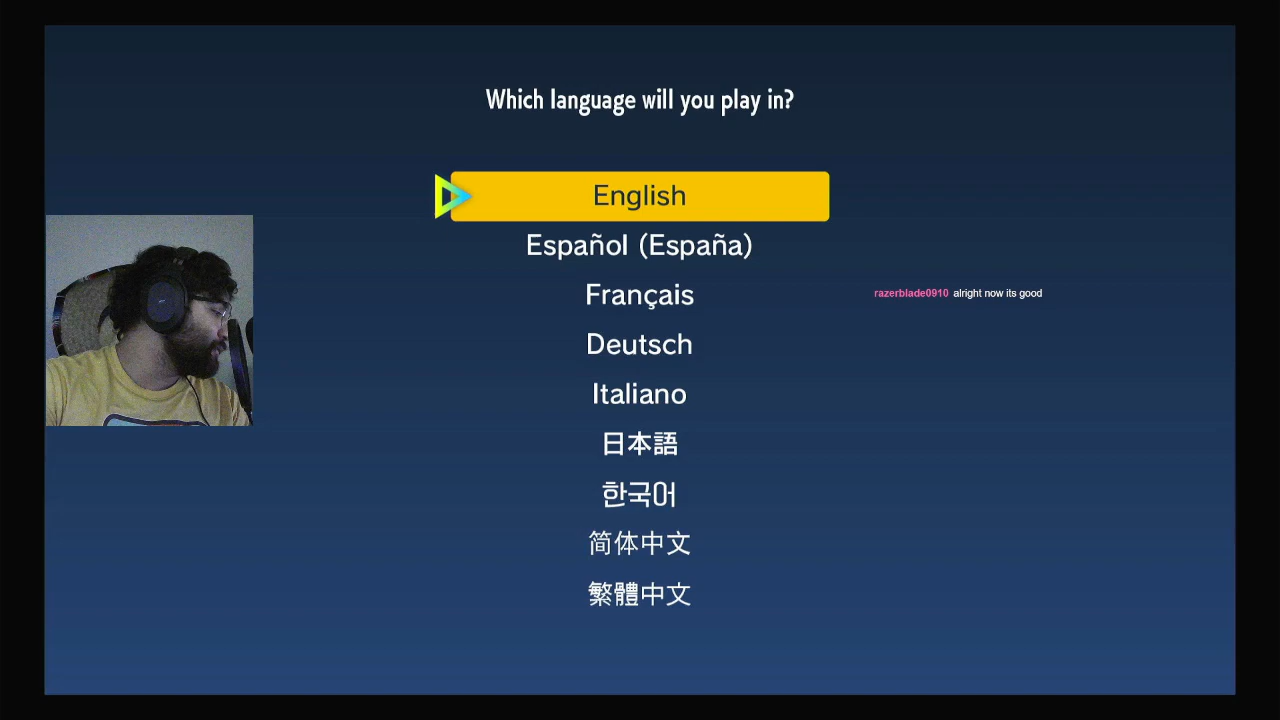 Which language will you play in?
English
Español (España)
Français
razerblade0910 alright now its good
Deutsch
Italiano
日本語
한국어
简体中文
繁體中文